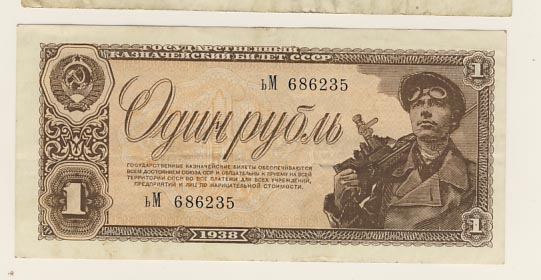 ГОСУДАРСТВЕННЫЙ
КАЗНАЧЕЙСКИЙ БИЛЕТ СССР
1
ьМ 686235
Один рубль
ГОСУДАРСТВЕННЫЕ КАЗНАЧЕЙСКИЕ БИЛЕТЫ ОБЕСПЕЧИВАЮТСЯ
ВСЕМ ДОСТОЯНИЕМ СОЮЗА ССР И ОБЯЗАТЕЛЬНЫ К ПРИЕМУ НА ВСЕЙ
ТЕРРИТОРИИ СССР ВО ВСЕ ПЛАТЕЖИ ДЛЯ ВСЕХ УЧРЕЖДЕНИЙ,
ПРЕДПРИЯТИЙ И ЛИЦ ПО НАРИЦАТЕЛЬНОЙ СТОИМОСТИ.
1
ьМ 686235
1938